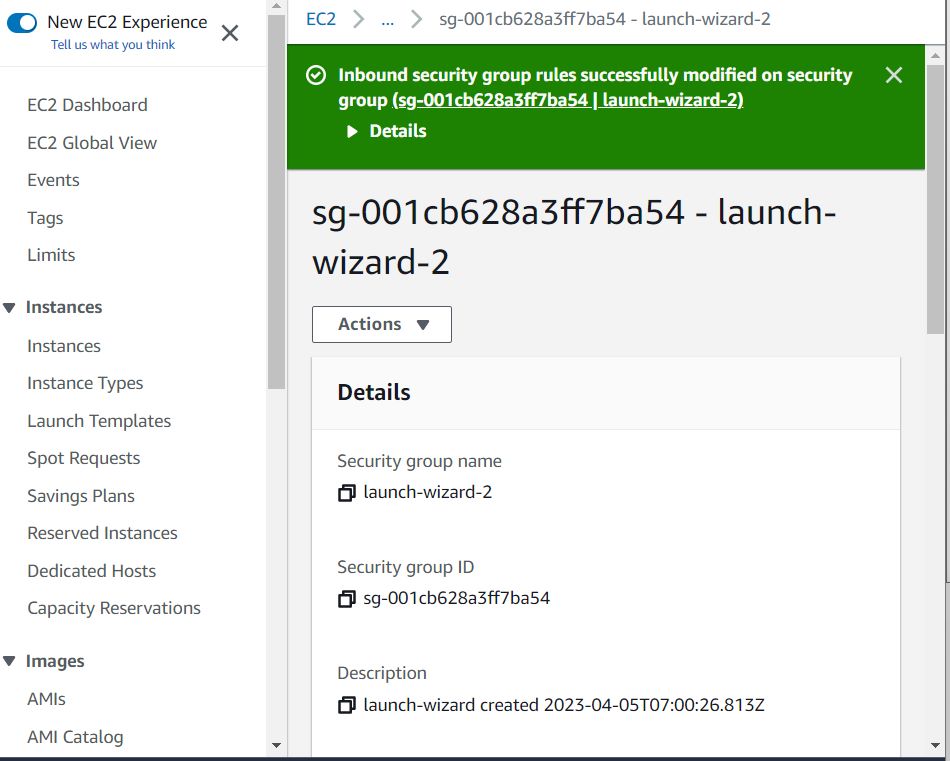 New EC2 Experience
Tell us what you think
EC2 Dashboard
EC2 Global View
Events
Tags
Limits
Instances
Instances
Instance Types
Launch Templates
Spot Requests
Savings Plans
Reserved Instances
Dedicated Hosts
Capacity Reservations
Images
AMIs
AMI Catalog
EC2 > ... > sg-001cb628a3ff7ba54 - launch-wizard-2
Inbound security group rules successfully modified on security
group (sg-001cb628a3ff7ba54 | launch-wizard-2)
Details
sg-001cb628a3ff7ba54 - launch-
wizard-2
Actions
Details
Security group name
launch-wizard-2
Security group ID
sg-001cb628a3ff7ba54
Description
launch-wizard created 2023-04-05T07:00:26.813Z